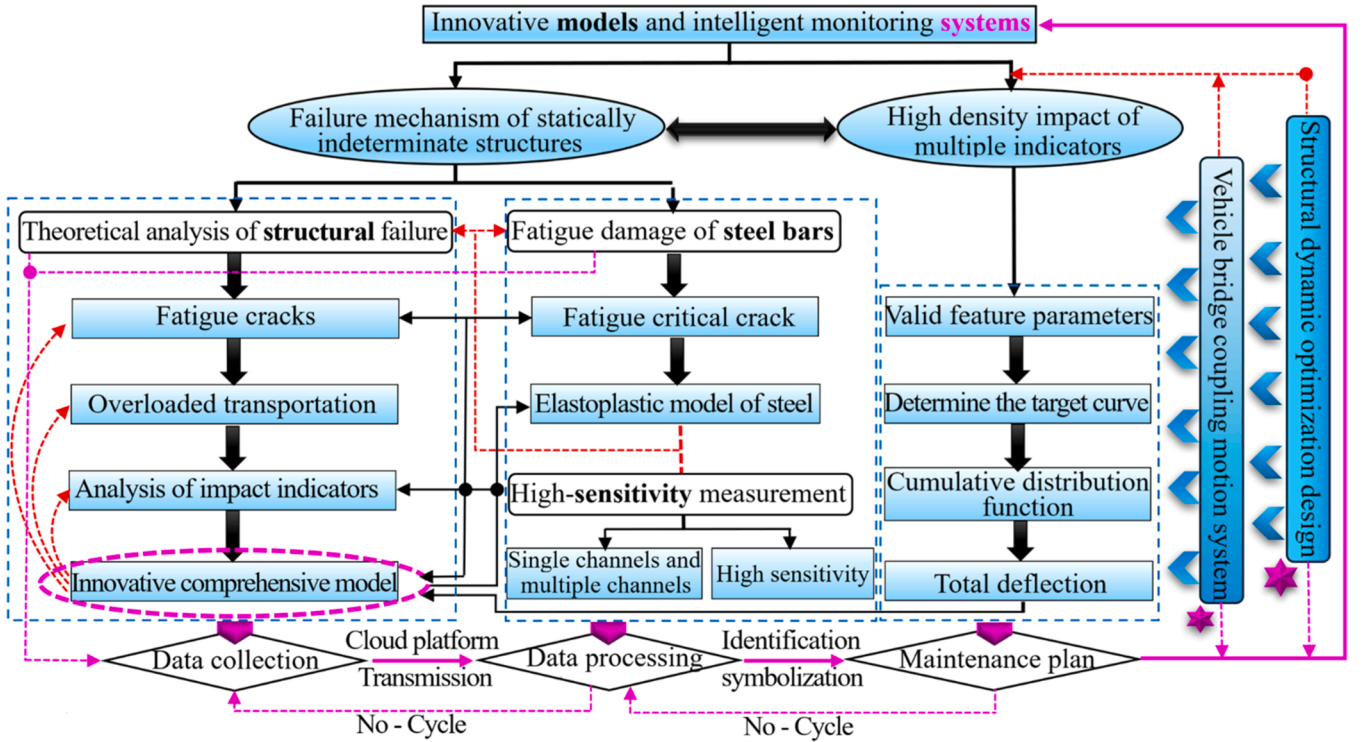 Innovative models and intelligent monitoring systems
Failure mechanism of statically
indeterminate structures
High density impact of
multiple indicators
Theoretical analysis of structural failure
Fatigue damage of steel bars
Fatigue cracks
Fatigue critical crack
Valid feature parameters
Overloaded transportation
Elastoplastic model of steel
Determine the target curve
Analysis of impact indicators
High-sensitivity measurement
Cumulative distribution
function
Innovative comprehensive model
Single channels and
multiple channels
High sensitivity
Total deflection
Vehicle bridge coupling motion system
Structural dynamic optimization design
Data collection
Cloud platform
Transmission
Data processing
Identification
symbolization
Maintenance plan
No - Cycle
No - Cycle